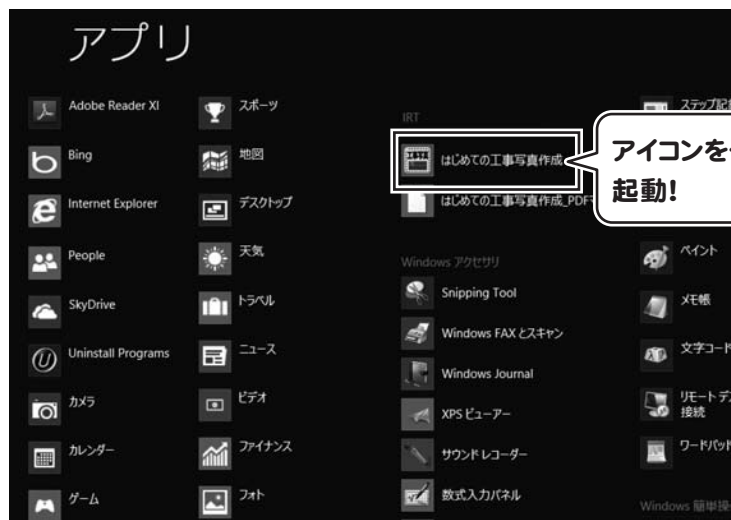 アプリ
Adobe Reader XI
Bing
Internet Explorer
People
SkyDrive
Uninstall Programs
カメラ
カレンダー
ゲーム
スポーツ
地図
デスクトップ
天気
トラベル
ニュース
ビデオ
ファイナンス
フォト
IRT
はじめての工事写真作成
はじめての工事写真作成_PDF
Windows アクセサリ
Snipping Tool
Windows FAX とスキャン
Windows Journal
XPS ビューアー
サウンド レコーダー
数式入力パネル
ステップ記
アイコンを
起動!
ペイント
メモ帳
文字コード
リモート デ
接続
ワードパッド
Windows 簡単操